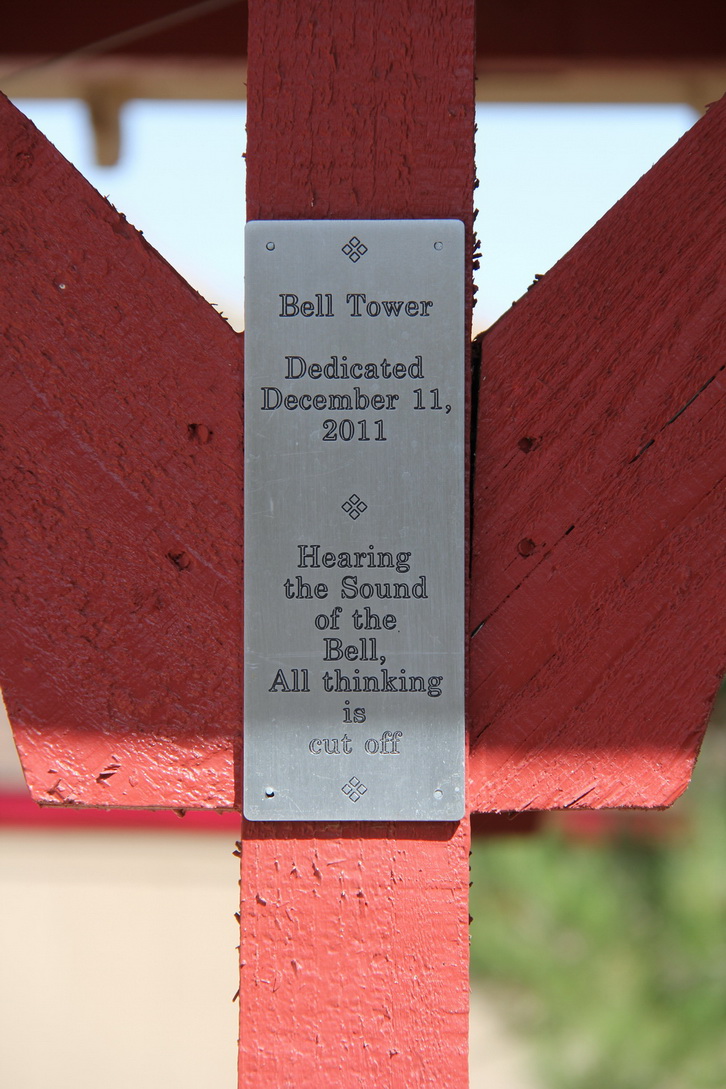 Bell Tower
Dedicated
December 11,
2011
Hearing
the Sound
of the
Bell,
All thinking
is
cut off